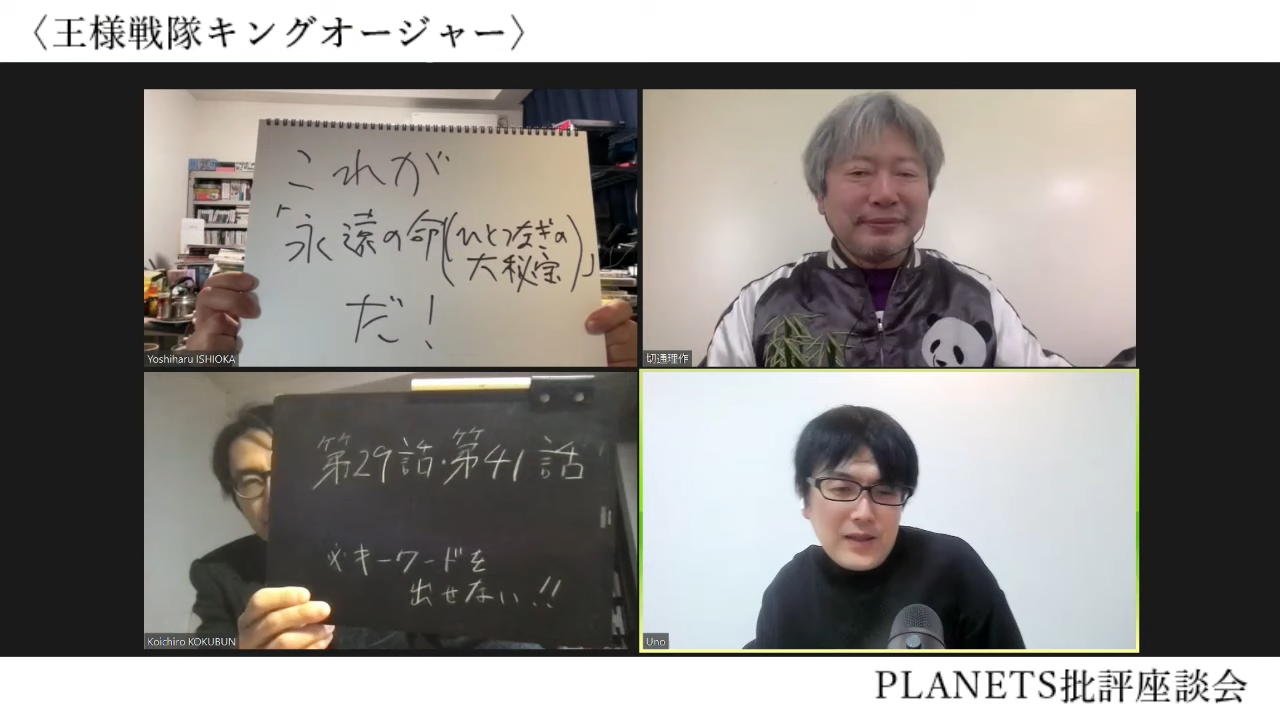 〈王様戦隊キングオージャー〉
これが
「永遠の命(ひとつなぎの
大秘宝)」
だ!
Yoshiharu ISHIOKA
切通理作
第29話・第41話
※キーワードを
出せない!!
Koichiro KOKUBUN
Uno
PLANETS批評座談会